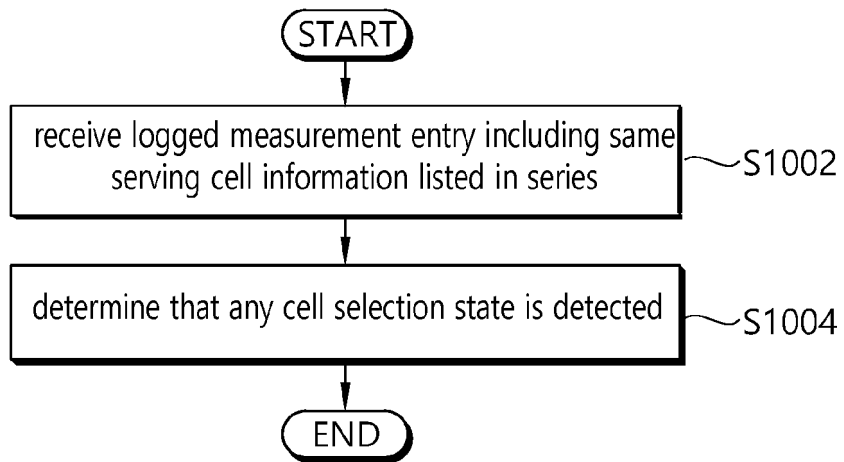 START
receive logged measurement entry including same
serving cell information listed in series
S1002
determine that any cell selection state is detected
S1004
END